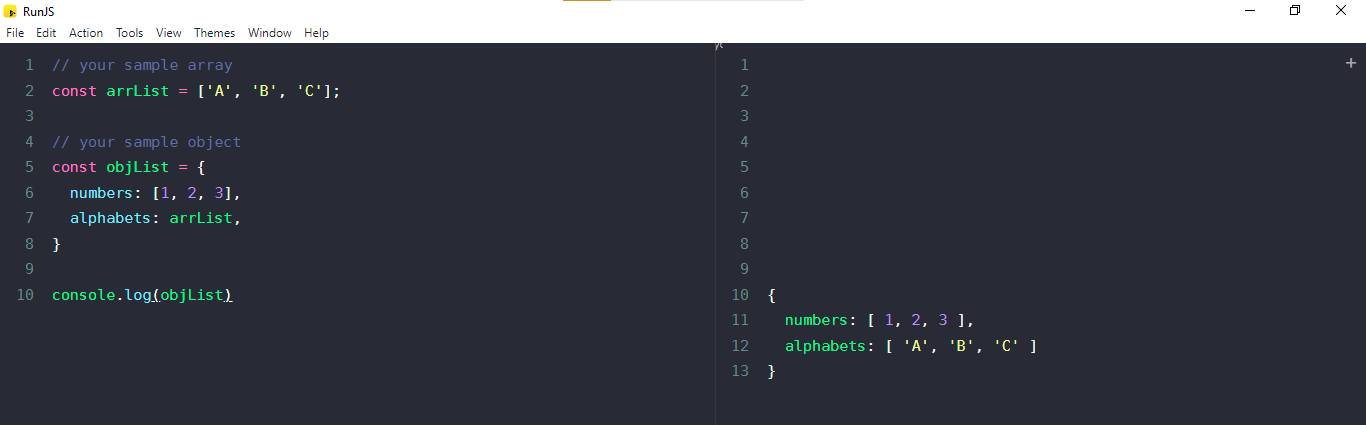 RunJS
File Edit Action Tools View Themes Window Help
1 // your sample array
2 const arrList = ['A', 'B', 'C'];
3
4 // your sample object
5 const objList = {
6   numbers: [1, 2, 3],
7   alphabets: arrList,
8 }
9
10 console.log(objList)
1
2
3
4
5
6
7
8
9
10 {
11   numbers: [ 1, 2, 3 ],
12   alphabets: [ 'A', 'B', 'C' ]
13 }